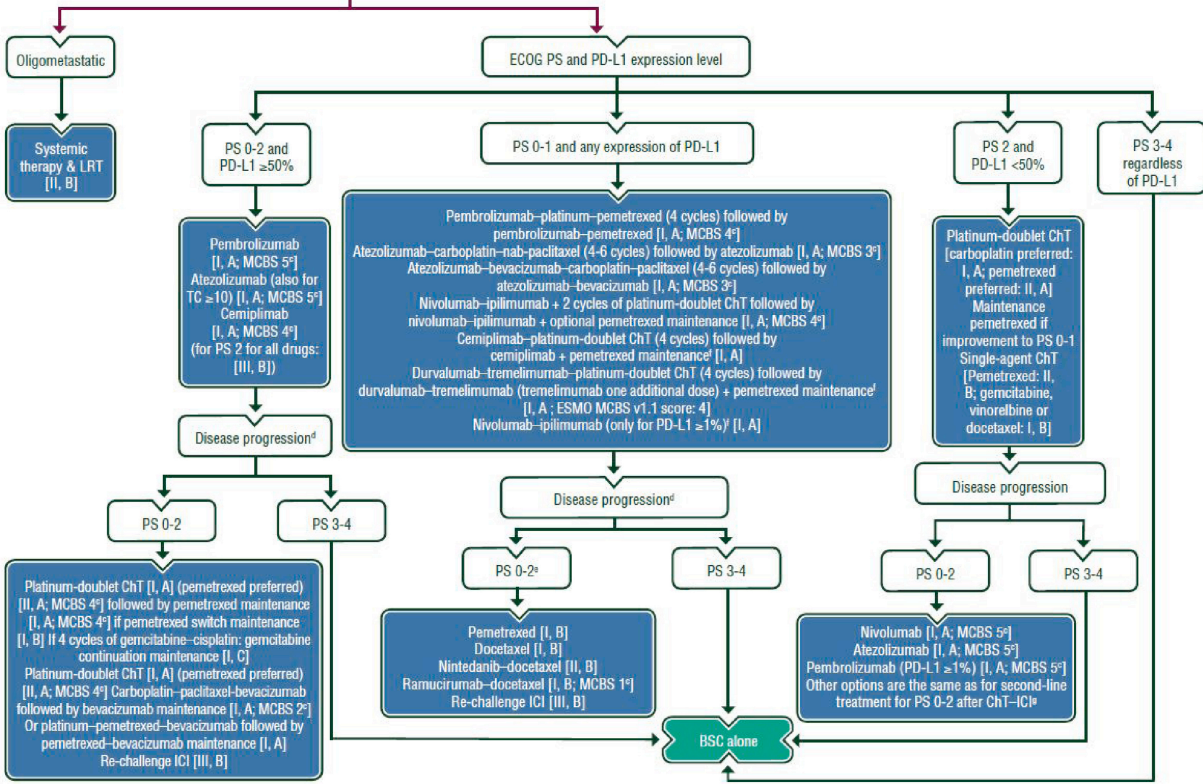 Oligometastatic
ECOG PS and PD-L1 expression level
Systemic
therapy & LRT
[II, B]
PS 0-2 and
PD-L1 ≥50%
PS 0-1 and any expression of PD-L1
PS 2 and
PD-L1 <50%
PS 3-4
regardless
of PD-L1
Pembrolizumab
[I, A; MCBS 5ᶜ]
Atezolizumab (also for
TC ≥10) [I, A; MCBS 5ᶜ]
Cemiplimab
[I, A; MCBS 4ᶜ]
(for PS 2 for all drugs:
[III, B])
Pembrolizumab–platinum–pemetrexed (4 cycles) followed by
pembrolizumab–pemetrexed [I, A; MCBS 4ᶜ]
Atezolizumab–carboplatin–nab-paclitaxel (4-6 cycles) followed by atezolizumab [I, A; MCBS 3ᶜ]
Atezolizumab–bevacizumab–carboplatin–paclitaxel (4-6 cycles) followed by
atezolizumab–bevacizumab [I, A; MCBS 3ᶜ]
Nivolumab–ipilimumab + 2 cycles of platinum-doublet ChT followed by
nivolumab–ipilimumab + optional pemetrexed maintenance [I, A; MCBS 4ᶜ]
Cemiplimab–platinum-doublet ChT (4 cycles) followed by
cemiplimab + pemetrexed maintenanceᶠ [I, A]
Durvalumab–tremelimumab–platinum-doublet ChT (4 cycles) followed by
durvalumab–tremelimumab (tremelimumab one additional dose) + pemetrexed maintenanceᶠ
[I, A ; ESMO MCBS v1.1 score: 4]
Nivolumab–ipilimumab (only for PD-L1 ≥1%)ᶠ [I, A]
Platinum-doublet ChT
[carboplatin preferred:
I, A; pemetrexed
preferred: II, A]
Maintenance
pemetrexed if
improvement to PS 0-1
Single-agent ChT
[Pemetrexed: II,
B; gemcitabine,
vinorelbine or
docetaxel: I, B]
Disease progressionᵈ
PS 0-2
PS 3-4
Platinum-doublet ChT [I, A] (pemetrexed preferred)
[II, A; MCBS 4ᶜ] followed by pemetrexed maintenance
[I, A; MCBS 4ᶜ] if pemetrexed switch maintenance
[I, B] If 4 cycles of gemcitabine–cisplatin: gemcitabine
continuation maintenance [I, C]
Platinum-doublet ChT [I, A] (pemetrexed preferred)
[II, A; MCBS 4ᶜ] Carboplatin–paclitaxel-bevacizumab
followed by bevacizumab maintenance [I, A; MCBS 2ᶜ]
Or platinum–pemetrexed–bevacizumab followed by
pemetrexed–bevacizumab maintenance [I, A]
Re-challenge ICI [III, B]
Disease progressionᵈ
PS 0-2ᵉ
PS 3-4
Pemetrexed [I, B]
Docetaxel [I, B]
Nintedanib–docetaxel [II, B]
Ramucirumab–docetaxel [I, B; MCBS 1ᶜ]
Re-challenge ICI [III, B]
Disease progression
PS 0-2
PS 3-4
Nivolumab [I, A; MCBS 5ᶜ]
Atezolizumab [I, A; MCBS 5ᶜ]
Pembrolizumab (PD-L1 ≥1%) [I, A; MCBS 5ᶜ]
Other options are the same as for second-line
treatment for PS 0-2 after ChT–ICIᵍ
BSC alone